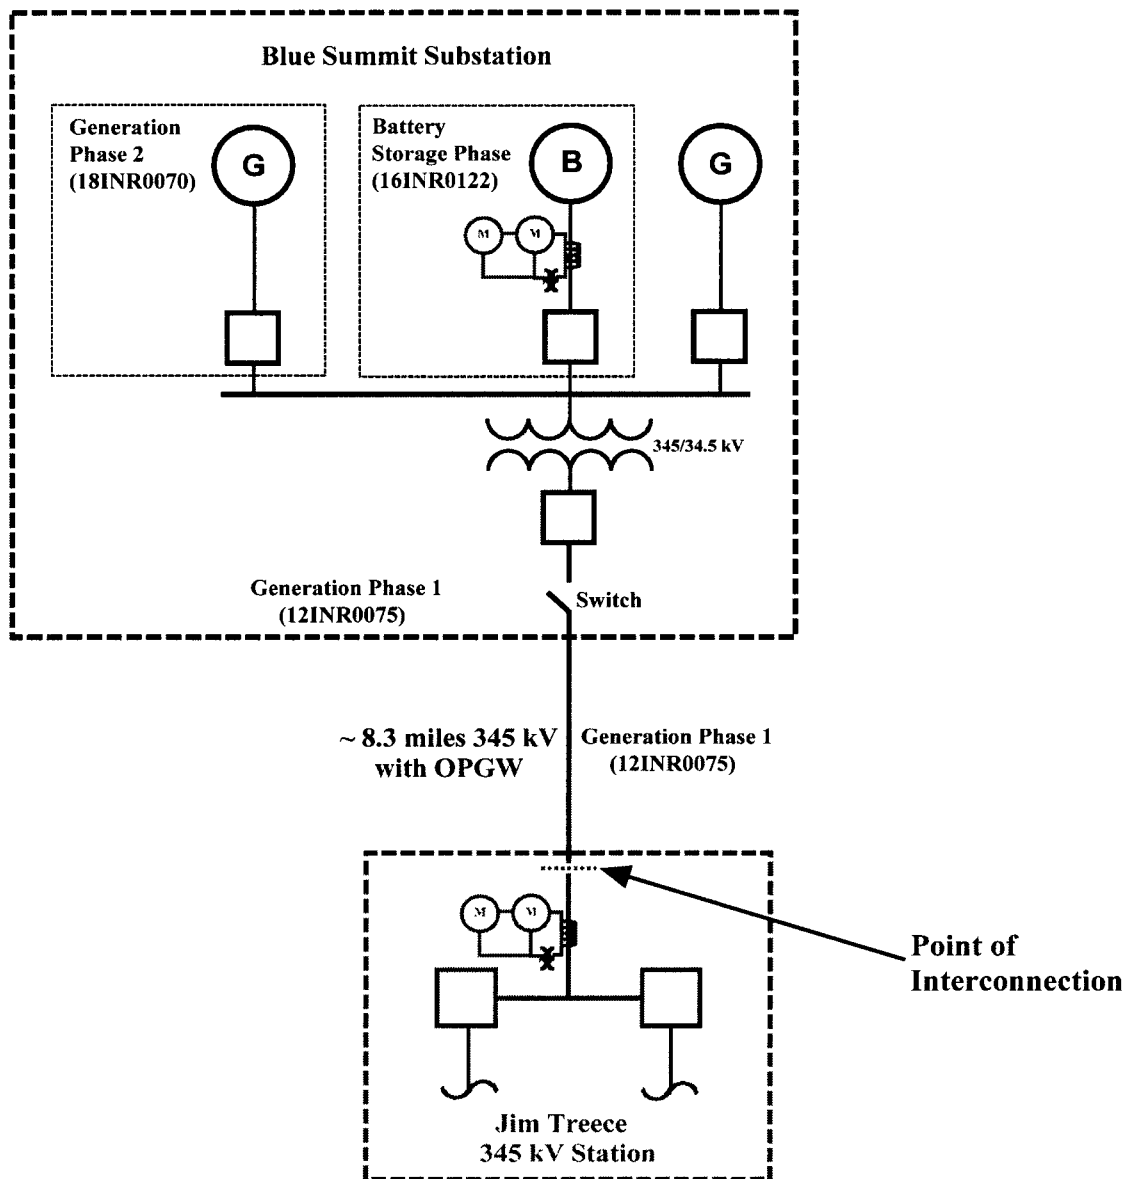 Blue Summit Substation
Generation
Phase 2
(18INR0070)
G
Battery
Storage Phase
(16INR0122)
B
G
M
M
345/34.5 kV
Generation Phase 1
(12INR0075)
Switch
~ 8.3 miles 345 kV
with OPGW
Generation Phase 1
(12INR0075)
M
M
Point of
Interconnection
Jim Treece
345 kV Station